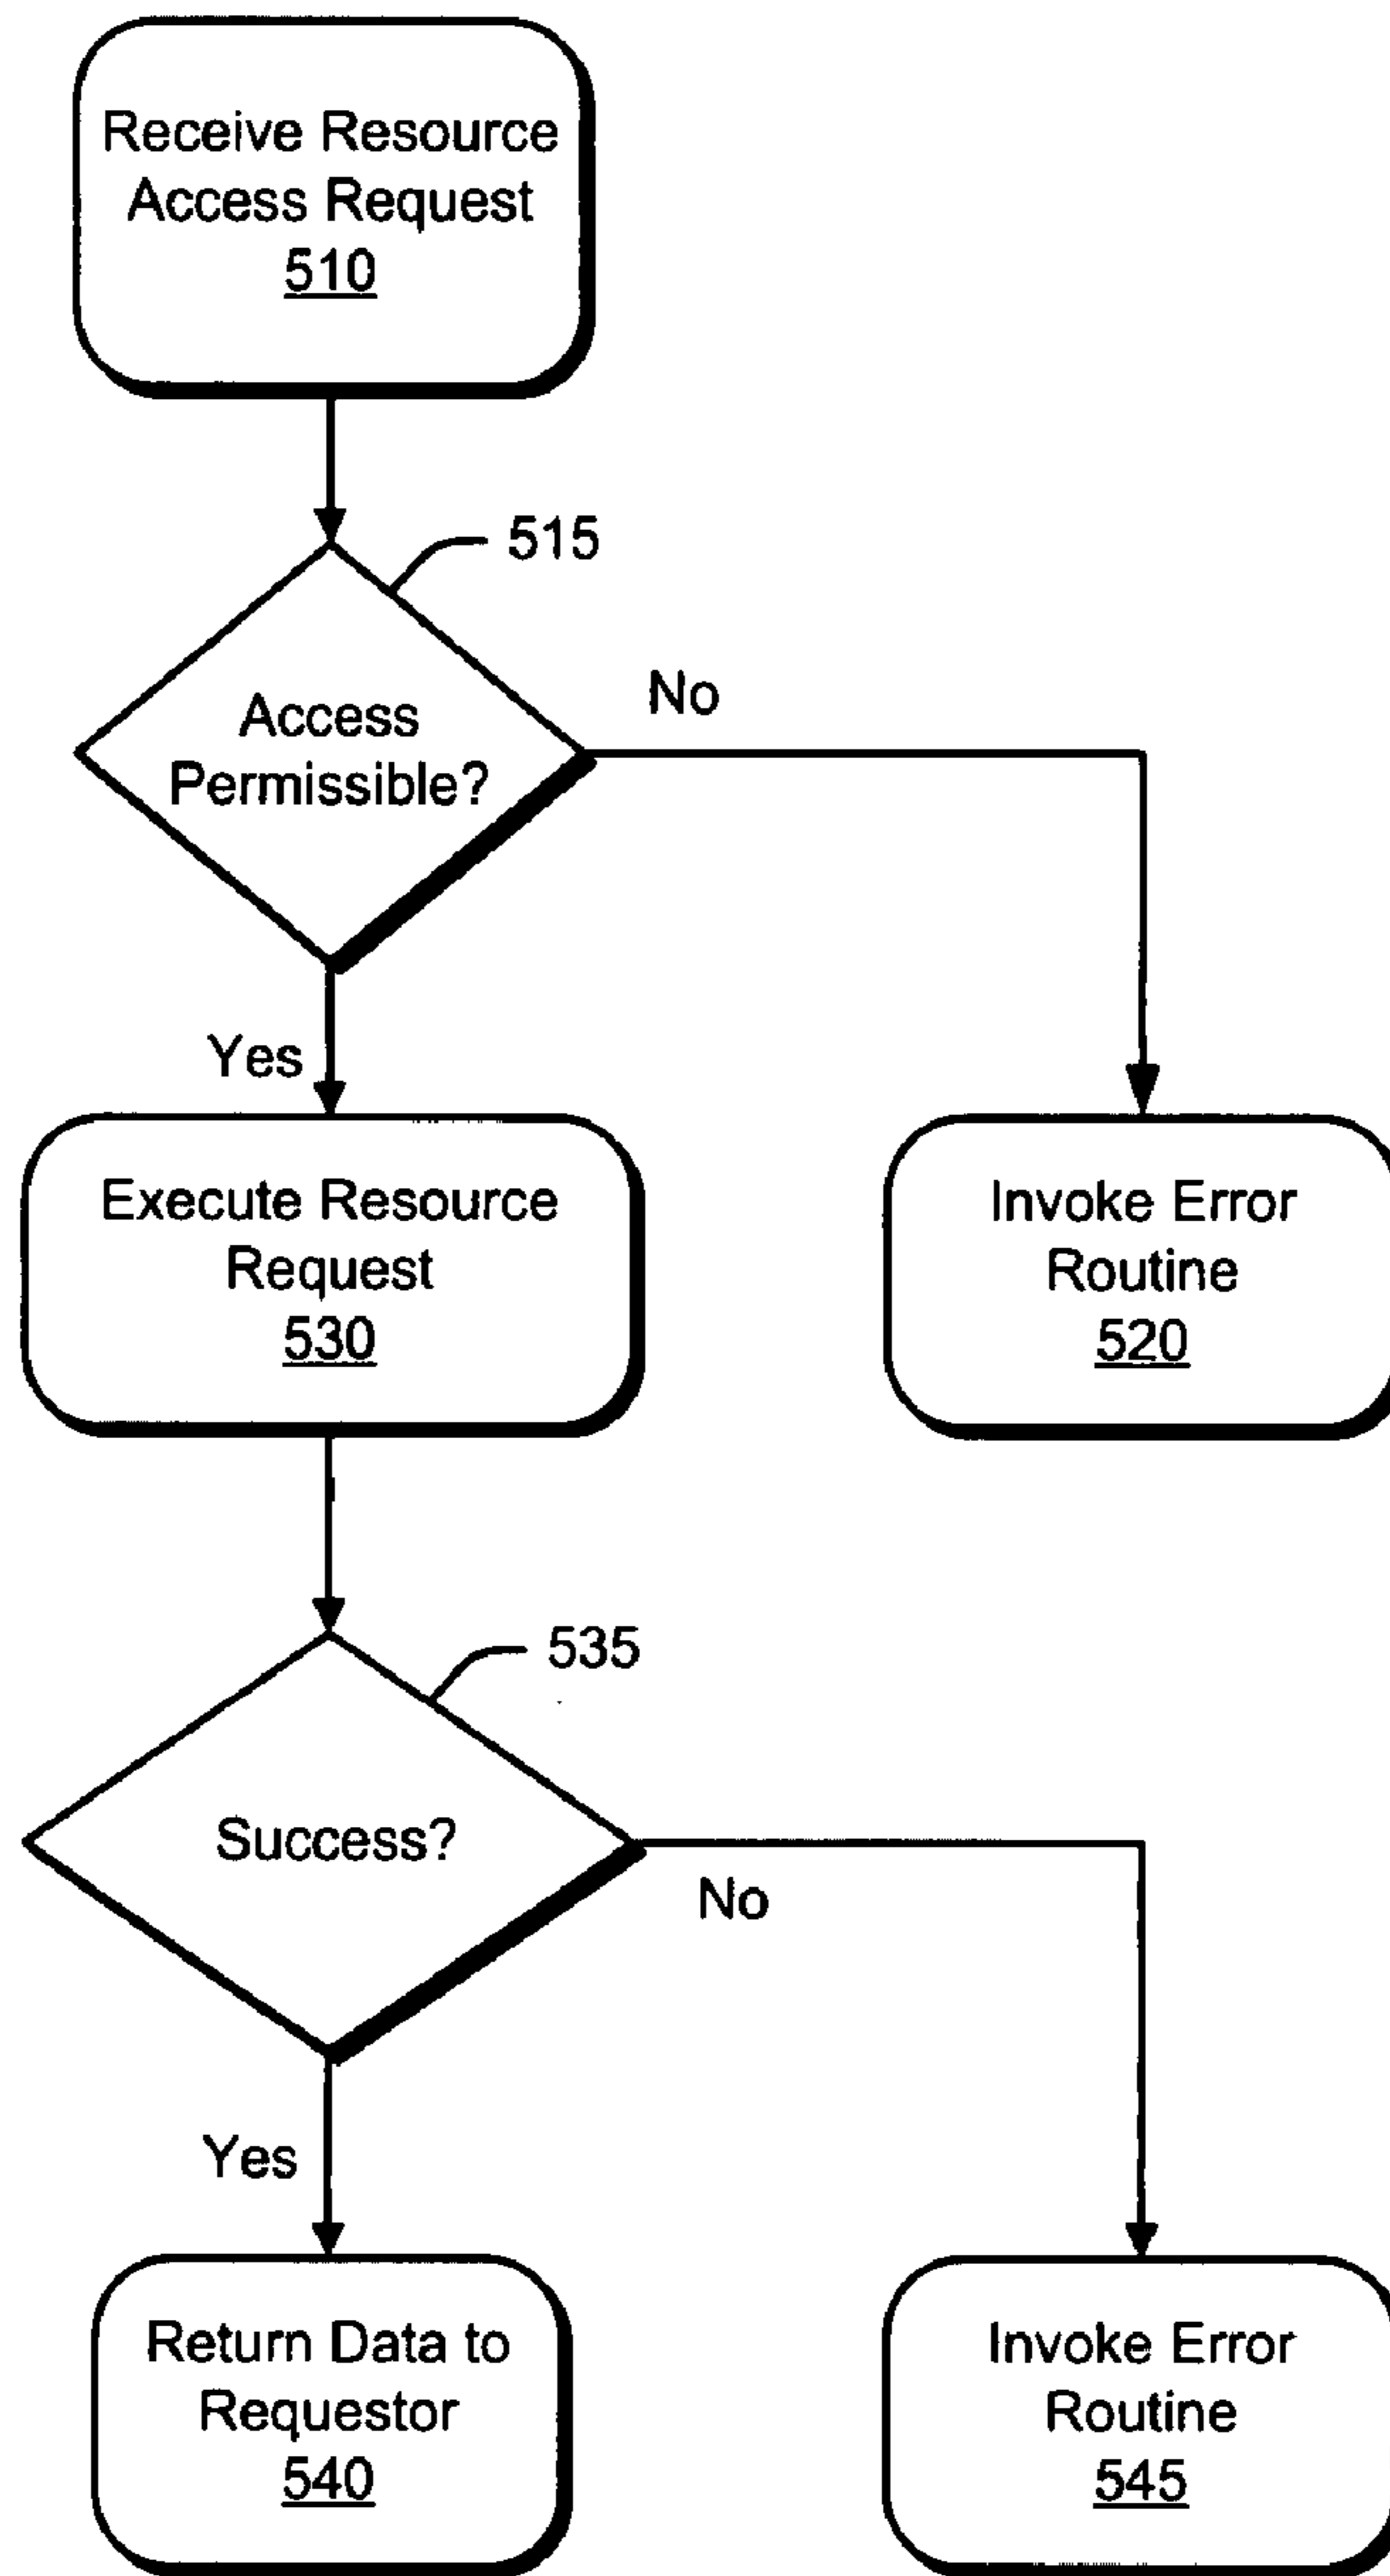 Receive Resource
Access Request
510
515
Access
Permissible?
No
Yes
Execute Resource
Request
530
Invoke Error
Routine
520
535
Success?
No
Yes
Return Data to
Requestor
540
Invoke Error
Routine
545